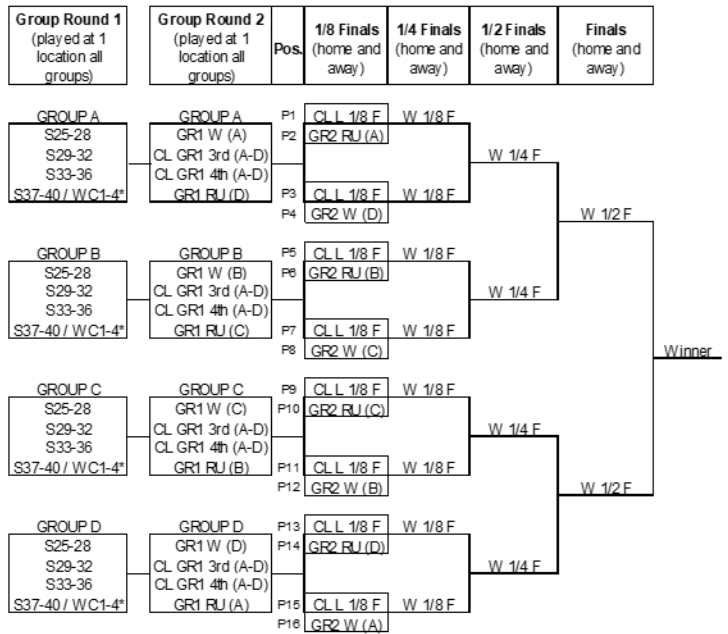 Group Round 1 (played at 1 location all groups)
Group Round 2 (played at 1 location all groups)
Pos.
1/8 Finals (home and away)
1/4 Finals (home and away)
1/2 Finals (home and away)
Finals (home and away)
GROUP A GROUP A P1 CL L 1/8 F W 1/8 F
S25-28 GR1 W (A) P2 GR2 RU (A)
S29-32 CL GR1 3rd (A-D) W 1/4 F
S33-36 CL GR1 4th (A-D)
S37-40 / WC1-4* GR1 RU (D) P3 CL L 1/8 F W 1/8 F
P4 GR2 W (D) W 1/2 F
GROUP B GROUP B P5 CL L 1/8 F W 1/8 F
S25-28 GR1 W (B) P6 GR2 RU (B)
S29-32 CL GR1 3rd (A-D) W 1/4 F
S33-36 CL GR1 4th (A-D)
S37-40 / WC1-4* GR1 RU (C) P7 CL L 1/8 F W 1/8 F
P8 GR2 W (C) Winner
GROUP C GROUP C P9 CL L 1/8 F W 1/8 F
S25-28 GR1 W (C) P10 GR2 RU (C)
S29-32 CL GR1 3rd (A-D) W 1/4 F
S33-36 CL GR1 4th (A-D)
S37-40 / WC1-4* GR1 RU (B) P11 CL L 1/8 F W 1/8 F
P12 GR2 W (B) W 1/2 F
GROUP D GROUP D P13 CL L 1/8 F W 1/8 F
S25-28 GR1 W (D) P14 GR2 RU (D)
S29-32 CL GR1 3rd (A-D) W 1/4 F
S33-36 CL GR1 4th (A-D)
S37-40 / WC1-4* GR1 RU (A) P15 CL L 1/8 F W 1/8 F
P16 GR2 W (A)